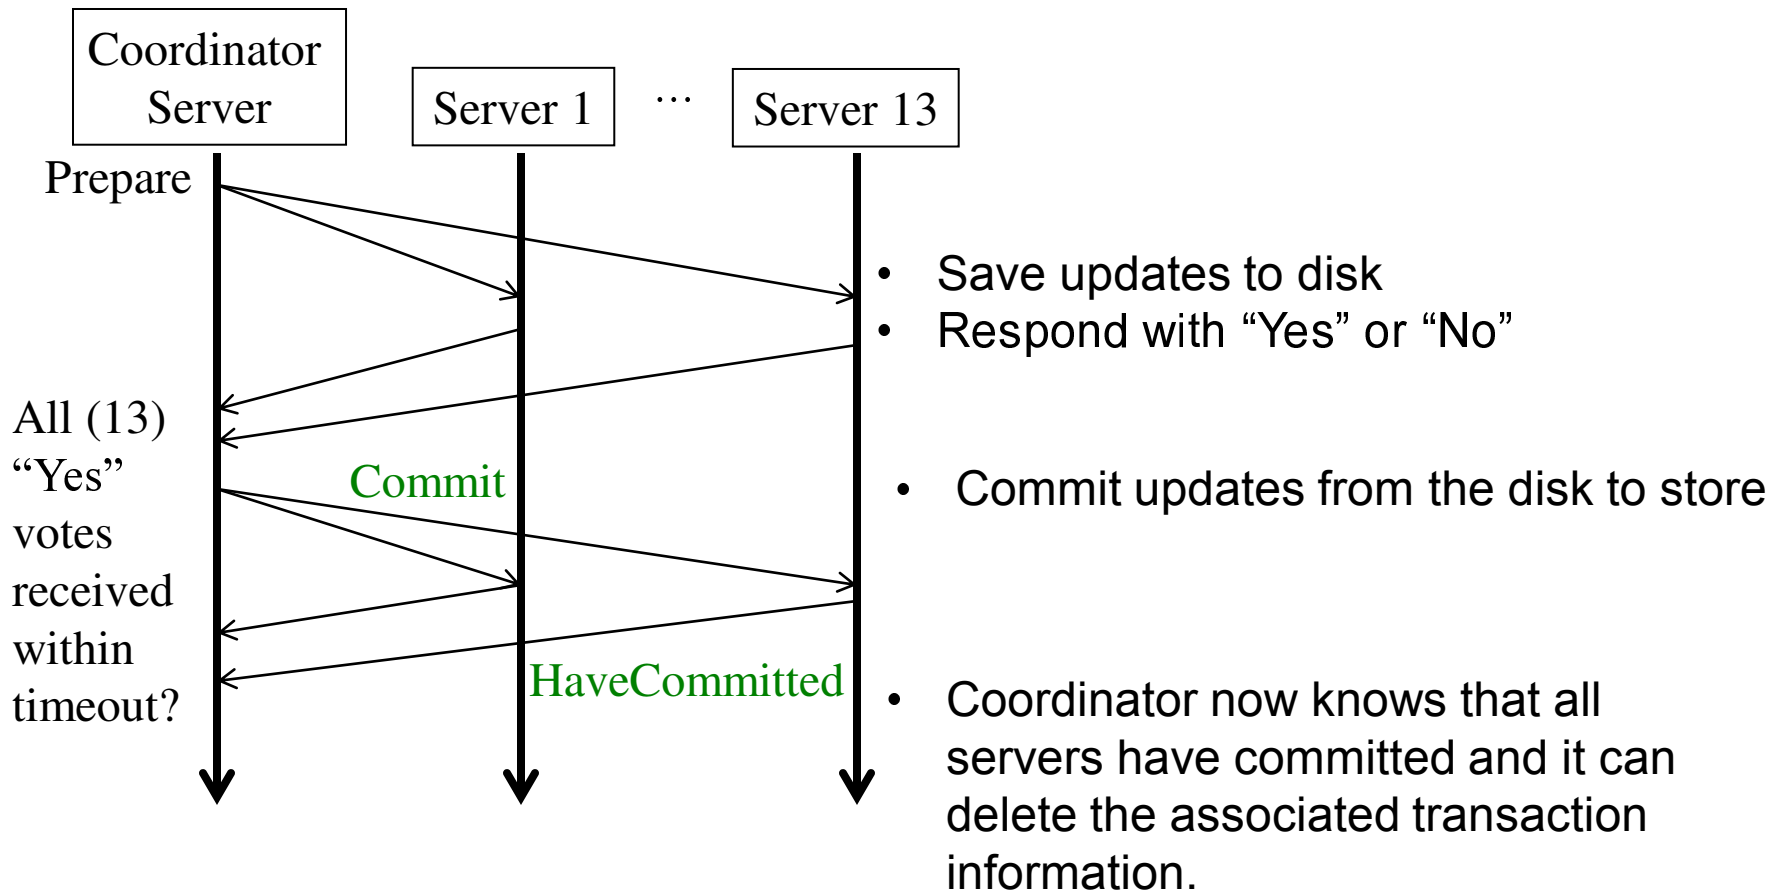 Coordinator
Server
Server 1
…
Server 13
Prepare
• Save updates to disk
• Respond with “Yes” or “No”
All (13)
“Yes”
votes
received
within
timeout?
Commit
• Commit updates from the disk to store
HaveCommitted
• Coordinator now knows that all
servers have committed and it can
delete the associated transaction
information.